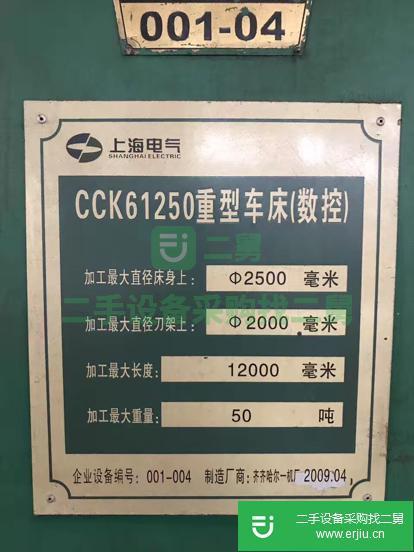 001-04
上海电气
SHANGHAI ELECTRIC
CCK61250重型车床(数控)
二舅
加工最大直径床身上： Φ2500 毫米
二手设备采购找二舅
加工最大直径刀架上： Φ2000 毫米
加工最大长度： 12000 毫米
加工最大重量： 50 吨
企业设备编号：001-004 制造厂商：齐齐哈尔一机厂 2009.04
二手设备采购找二舅
www.erjiu.cn